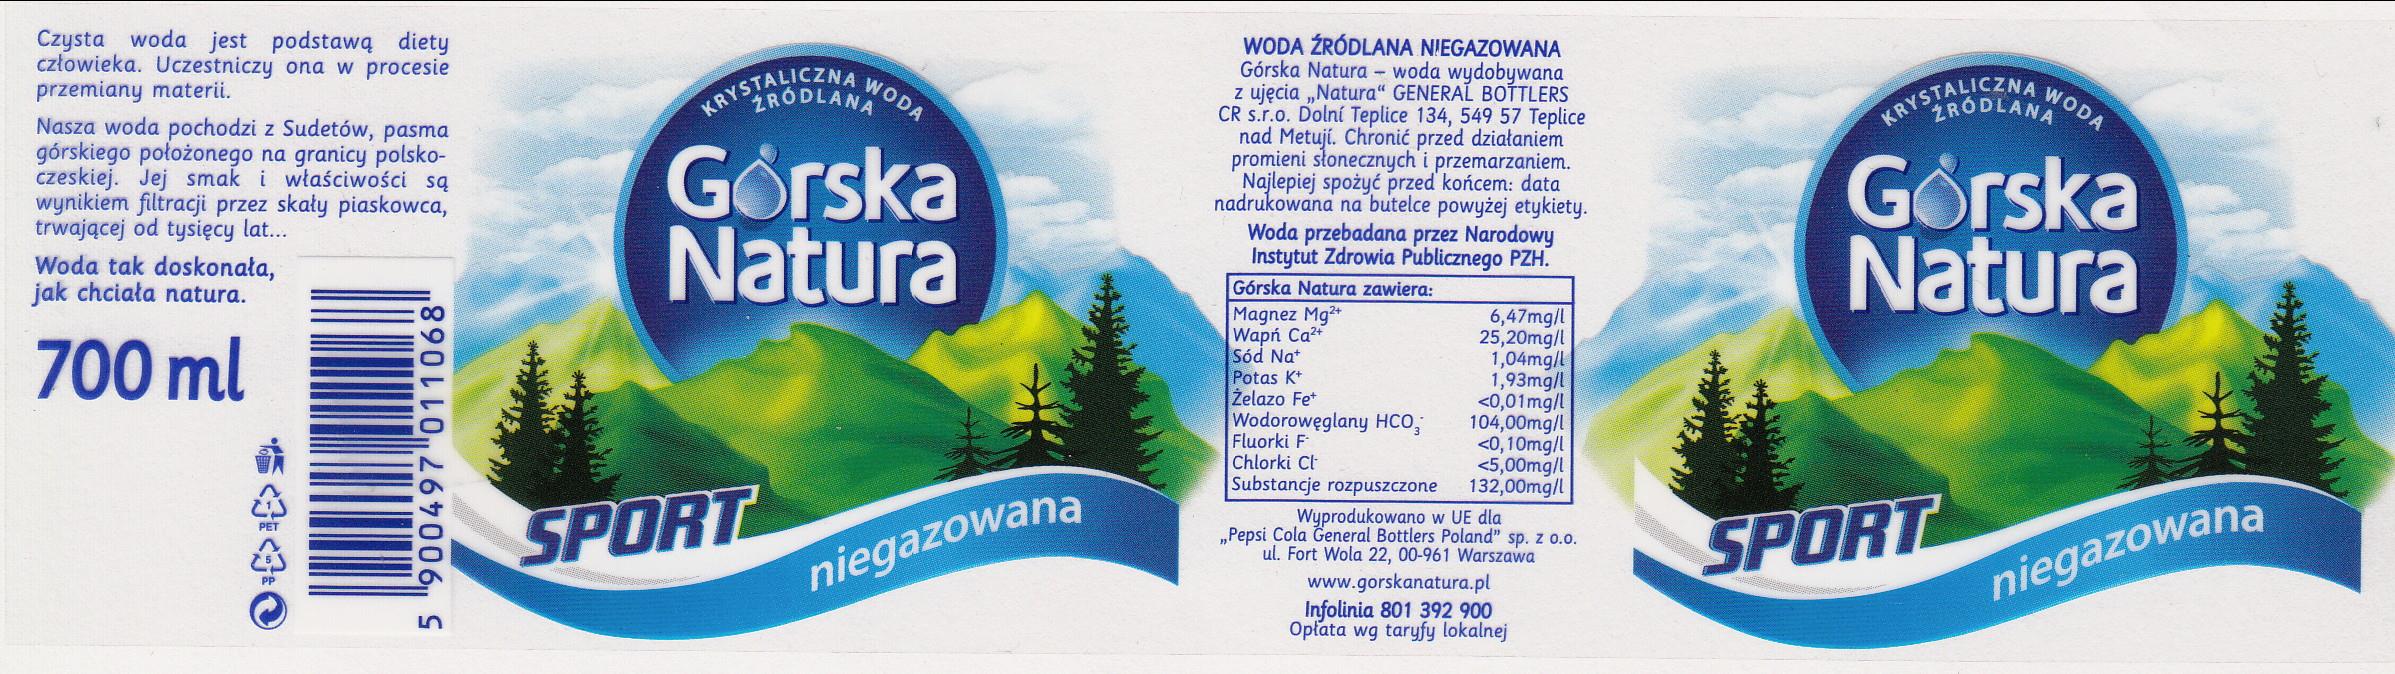 Czysta woda jest podstawą diety
człowieka. Uczestniczy ona w procesie
przemiany materii.
Nasza woda pochodzi z Sudetów, pasma
górskiego położonego na granicy polsko-
czeskiej. Jej smak i właściwości są
wynikiem filtracji przez skały piaskowca,
trwającej od tysięcy lat...
Woda tak doskonała,
jak chciała natura.
700 ml
1
PET
5
PP
5 900497 011068
KRYSTALICZNA WODA
ŹRÓDLANA
Górska
Natura
SPORT
niegazowana
WODA ŹRÓDLANA NIEGAZOWANA
Górska Natura – woda wydobywana
z ujęcia „Natura“ GENERAL BOTTLERS
CR s.r.o. Dolní Teplice 134, 549 57 Teplice
nad Metují. Chronić przed działaniem
promieni słonecznych i przemarzaniem.
Najlepiej spożyć przed końcem: data
nadrukowana na butelce powyżej etykiety.
Woda przebadana przez Narodowy
Instytut Zdrowia Publicznego PZH.
Górska Natura zawiera:
Magnez Mg²⁺ 6,47mg/l
Wapń Ca²⁺ 25,20mg/l
Sód Na⁺ 1,04mg/l
Potas K⁺ 1,93mg/l
Żelazo Fe⁺ <0,01mg/l
Wodorowęglany HCO₃⁻ 104,00mg/l
Fluorki F⁻ <0,10mg/l
Chlorki Cl⁻ <5,00mg/l
Substancje rozpuszczone 132,00mg/l
Wyprodukowano w UE dla
„Pepsi Cola General Bottlers Poland” sp. z o.o.
ul. Fort Wola 22, 00-961 Warszawa
www.gorskanatura.pl
Infolinia 801 392 900
Opłata wg taryfy lokalnej
KRYSTALICZNA WODA
ŹRÓDLANA
Górska
Natura
SPORT
niegazowana